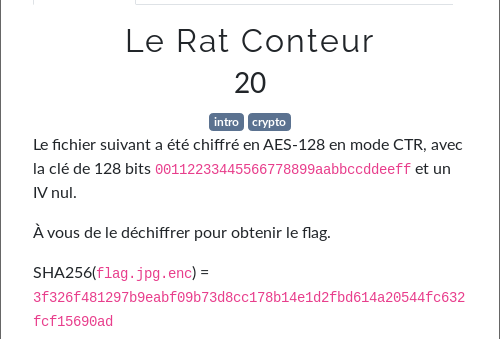 Le Rat Conteur
20
intro crypto
Le fichier suivant a été chiffré en AES-128 en mode CTR, avec
la clé de 128 bits 00112233445566778899aabbccddeeff et un
IV nul.
À vous de le déchiffrer pour obtenir le flag.
SHA256(flag.jpg.enc) =
3f326f481297b9eabf09b73d8cc178b14e1d2fbd614a20544fc632
fcf15690ad